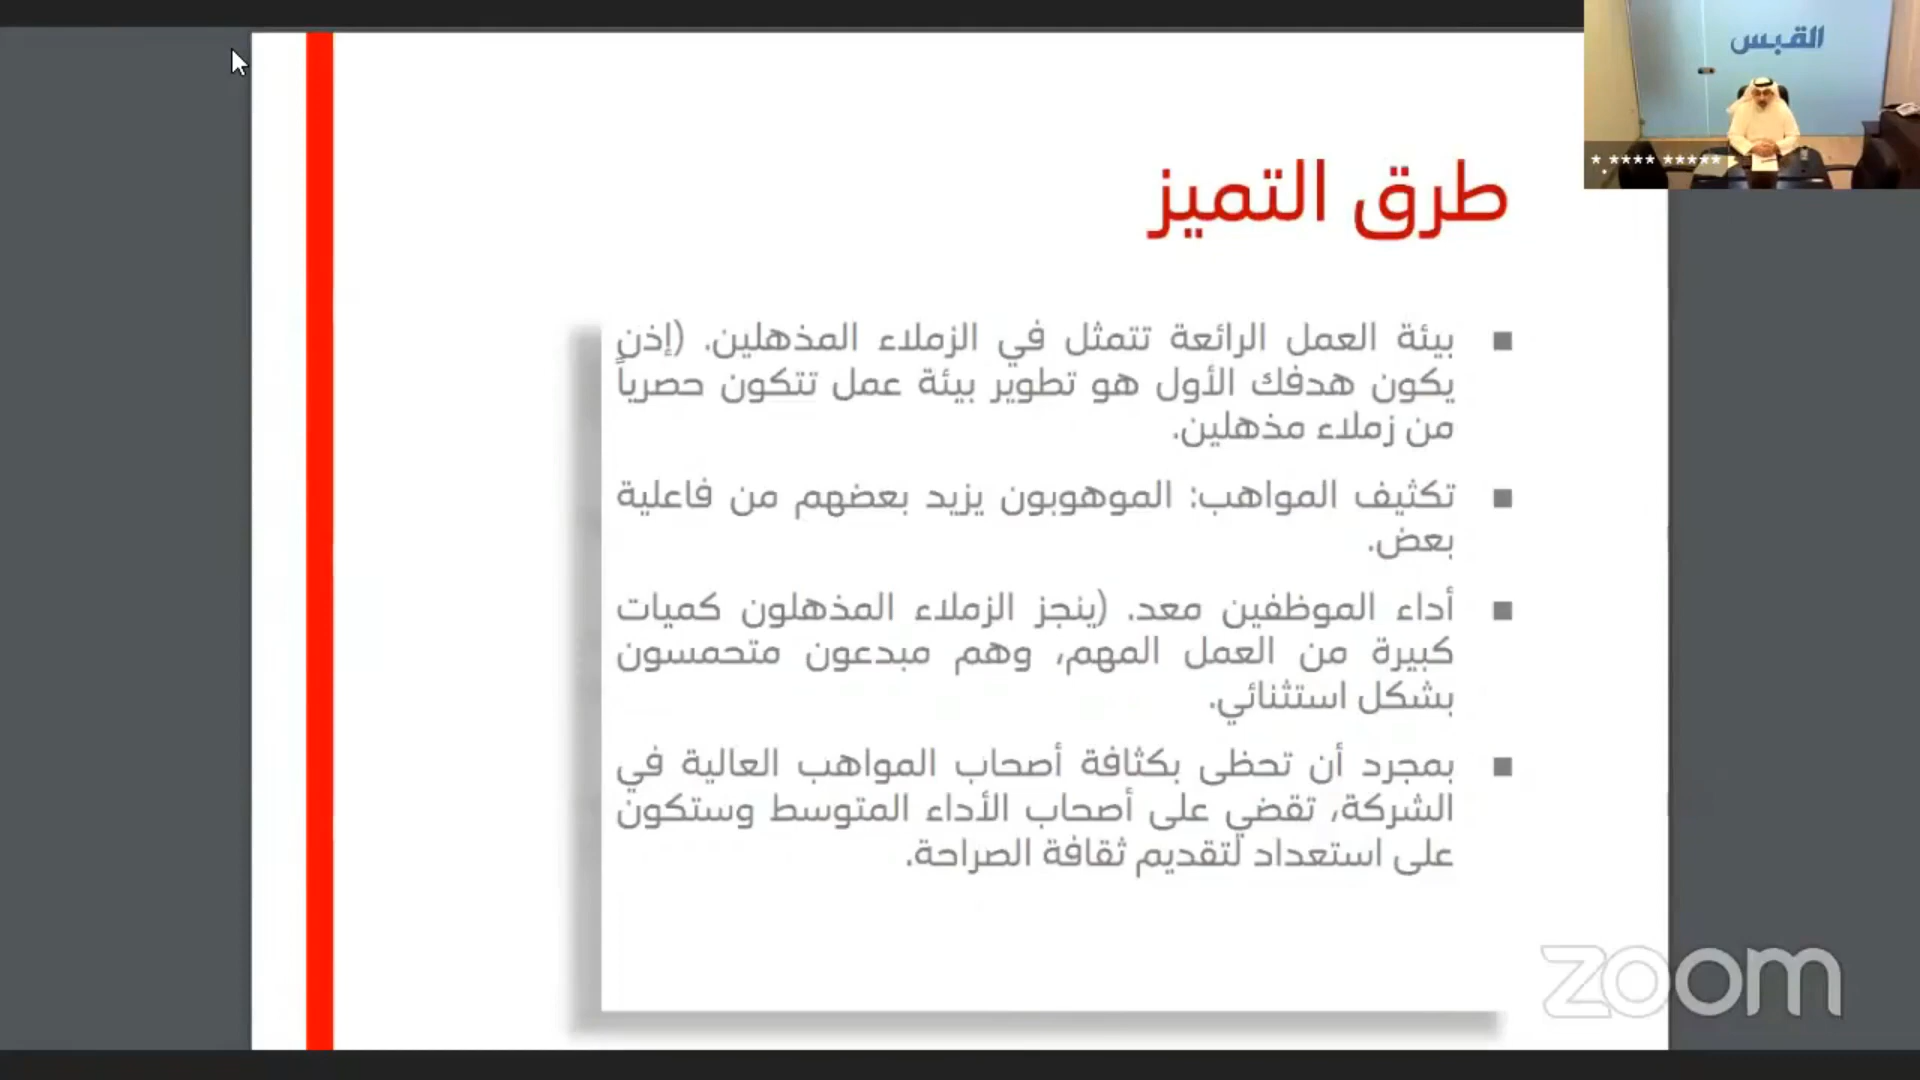 القبس
* **** *****
طرق التميز
▪ بيئة العمل الرائعة تتمثل في الزملاء المذهلين. (إذن
يكون هدفك الأول هو تطوير بيئة عمل تتكون حصرياً
من زملاء مذهلين.
▪ تكثيف المواهب: الموهوبون يزيد بعضهم من فاعلية
بعض.
▪ أداء الموظفين معد. (ينجز الزملاء المذهلون كميات
كبيرة من العمل المهم، وهم مبدعون متحمسون
بشكل استثنائي.
▪ بمجرد أن تحظى بكثافة أصحاب المواهب العالية في
الشركة، تقضي على أصحاب الأداء المتوسط وستكون
على استعداد لتقديم ثقافة الصراحة.
zoom